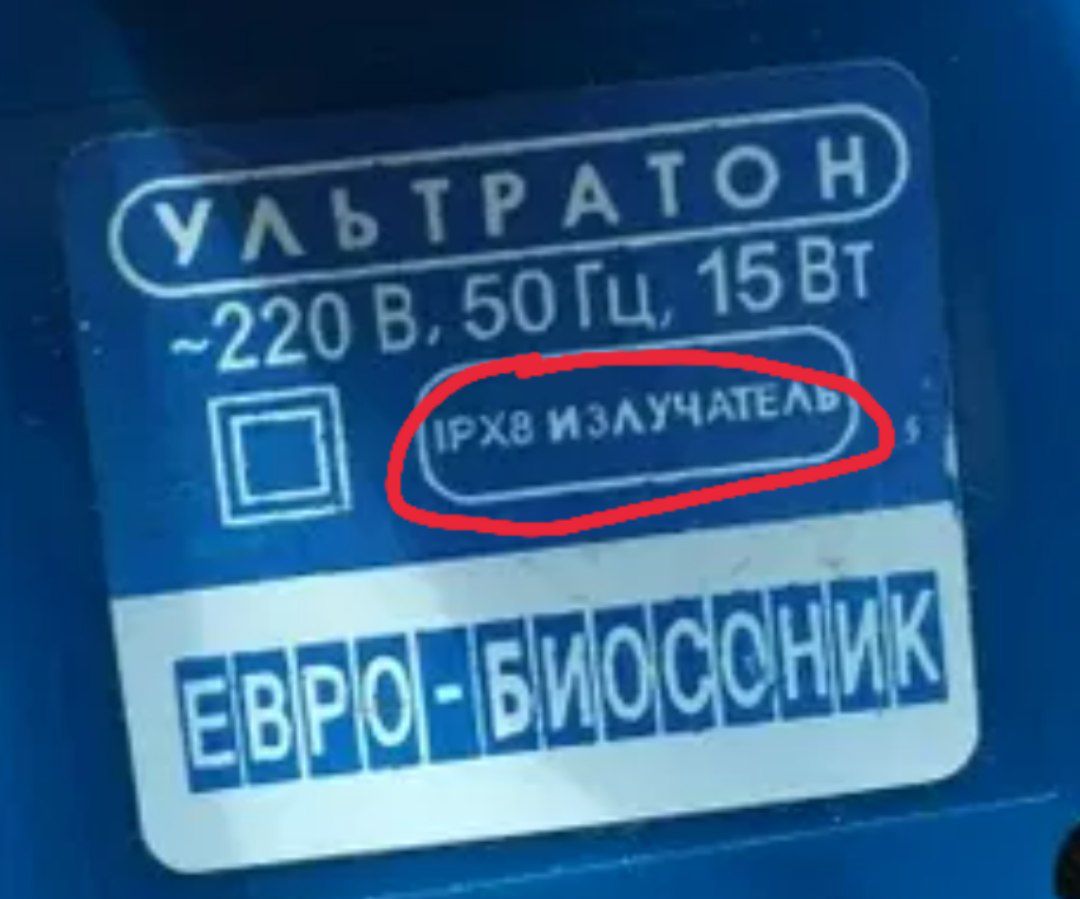 УЛЬТРАТОН
~220 В, 50 Гц, 15 Вт
IPX8 ИЗЛУЧАТЕЛЬ
ЕВРО-БИОСОНИК